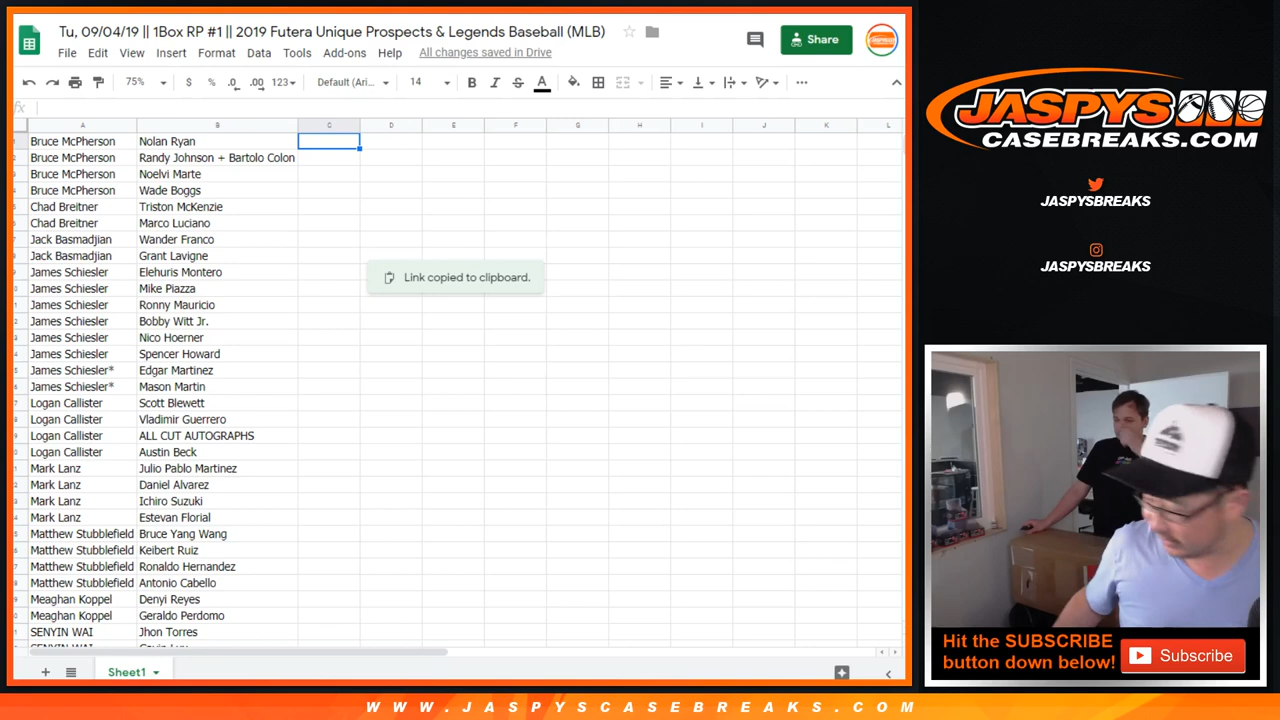 Tu, 09/04/19 || 1Box RP #1 || 2019 Futera Unique Prospects & Legends Baseball (MLB)
File Edit View Insert Format Data Tools Add-ons Help All changes saved in Drive
Share
75% $ % .0 .00 123 Default (Ari... 14 B I S A
fx
A B C D E F G H I J K L
Bruce McPherson Nolan Ryan
Bruce McPherson Randy Johnson + Bartolo Colon
Bruce McPherson Noelvi Marte
Bruce McPherson Wade Boggs
Chad Breitner Triston McKenzie
Chad Breitner Marco Luciano
Jack Basmadjian Wander Franco
Jack Basmadjian Grant Lavigne
James Schiesler Elehuris Montero
James Schiesler Mike Piazza
James Schiesler Ronny Mauricio
James Schiesler Bobby Witt Jr.
James Schiesler Nico Hoerner
James Schiesler Spencer Howard
James Schiesler* Edgar Martinez
James Schiesler* Mason Martin
Logan Callister Scott Blewett
Logan Callister Vladimir Guerrero
Logan Callister ALL CUT AUTOGRAPHS
Logan Callister Austin Beck
Mark Lanz Julio Pablo Martinez
Mark Lanz Daniel Alvarez
Mark Lanz Ichiro Suzuki
Mark Lanz Estevan Florial
Matthew Stubblefield Bruce Yang Wang
Matthew Stubblefield Keibert Ruiz
Matthew Stubblefield Ronaldo Hernandez
Matthew Stubblefield Antonio Cabello
Meaghan Koppel Denyi Reyes
Meaghan Koppel Geraldo Perdomo
SENYIN WAI Jhon Torres
Link copied to clipboard.
Sheet1
JASPYS
CASEBREAKS.COM
JASPYSBREAKS
JASPYSBREAKS
Hit the SUBSCRIBE
button down below!
Subscribe
WWW.JASPYSCASEBREAKS.COM